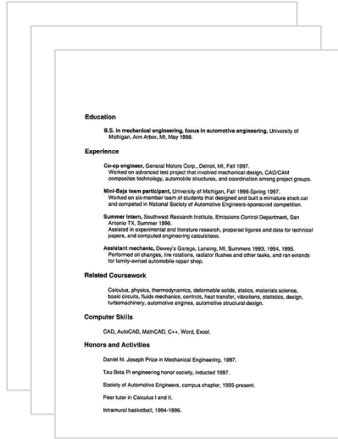 Education
B.S. in mechanical engineering, focus in automotive engineering, University of
Michigan, Ann Arbor, MI, May 1998.
Experience
Co-op engineer, General Motors Corp., Detroit, MI, Fall 1997.
Worked on advanced test project that involved mechanical design, CAD/CAM
composites technology, automobile structures, and coordination among project groups.
Mini-Baja team participant, University of Michigan, Fall 1996-Spring 1997.
Worked on six-member team of students that designed and built a miniature stock car
and competed in National Society of Automotive Engineers-sponsored competition.
Summer intern, Southwest Research Institute, Emissions Control Department, San
Antonio TX, Summer 1996.
Assisted in experimental and literature research, prepared figures and data for technical
papers, and computed engineering calculations.
Assistant mechanic, Dewey's Garage, Lansing, MI, Summers 1993, 1994, 1995.
Performed oil changes, tire rotations, radiator flushes and other tasks, and ran errands
for family-owned automobile repair shop.
Related Coursework
Calculus, physics, thermodynamics, deformable solids, statics, materials science,
basic circuits, fluids mechanics, controls, heat transfer, vibrations, statistics, design,
turbomachinery, automotive engines, automotive structural design.
Computer Skills
CAD, AutoCAD, MathCAD, C++, Word, Excel.
Honors and Activities
Daniel M. Joseph Prize in Mechanical Engineering, 1997.
Tau Beta Pi engineering honor society, inducted 1997.
Society of Automotive Engineers, campus chapter, 1995-present.
Peer tutor in Calculus I and II.
Intramural basketball, 1994-1996.